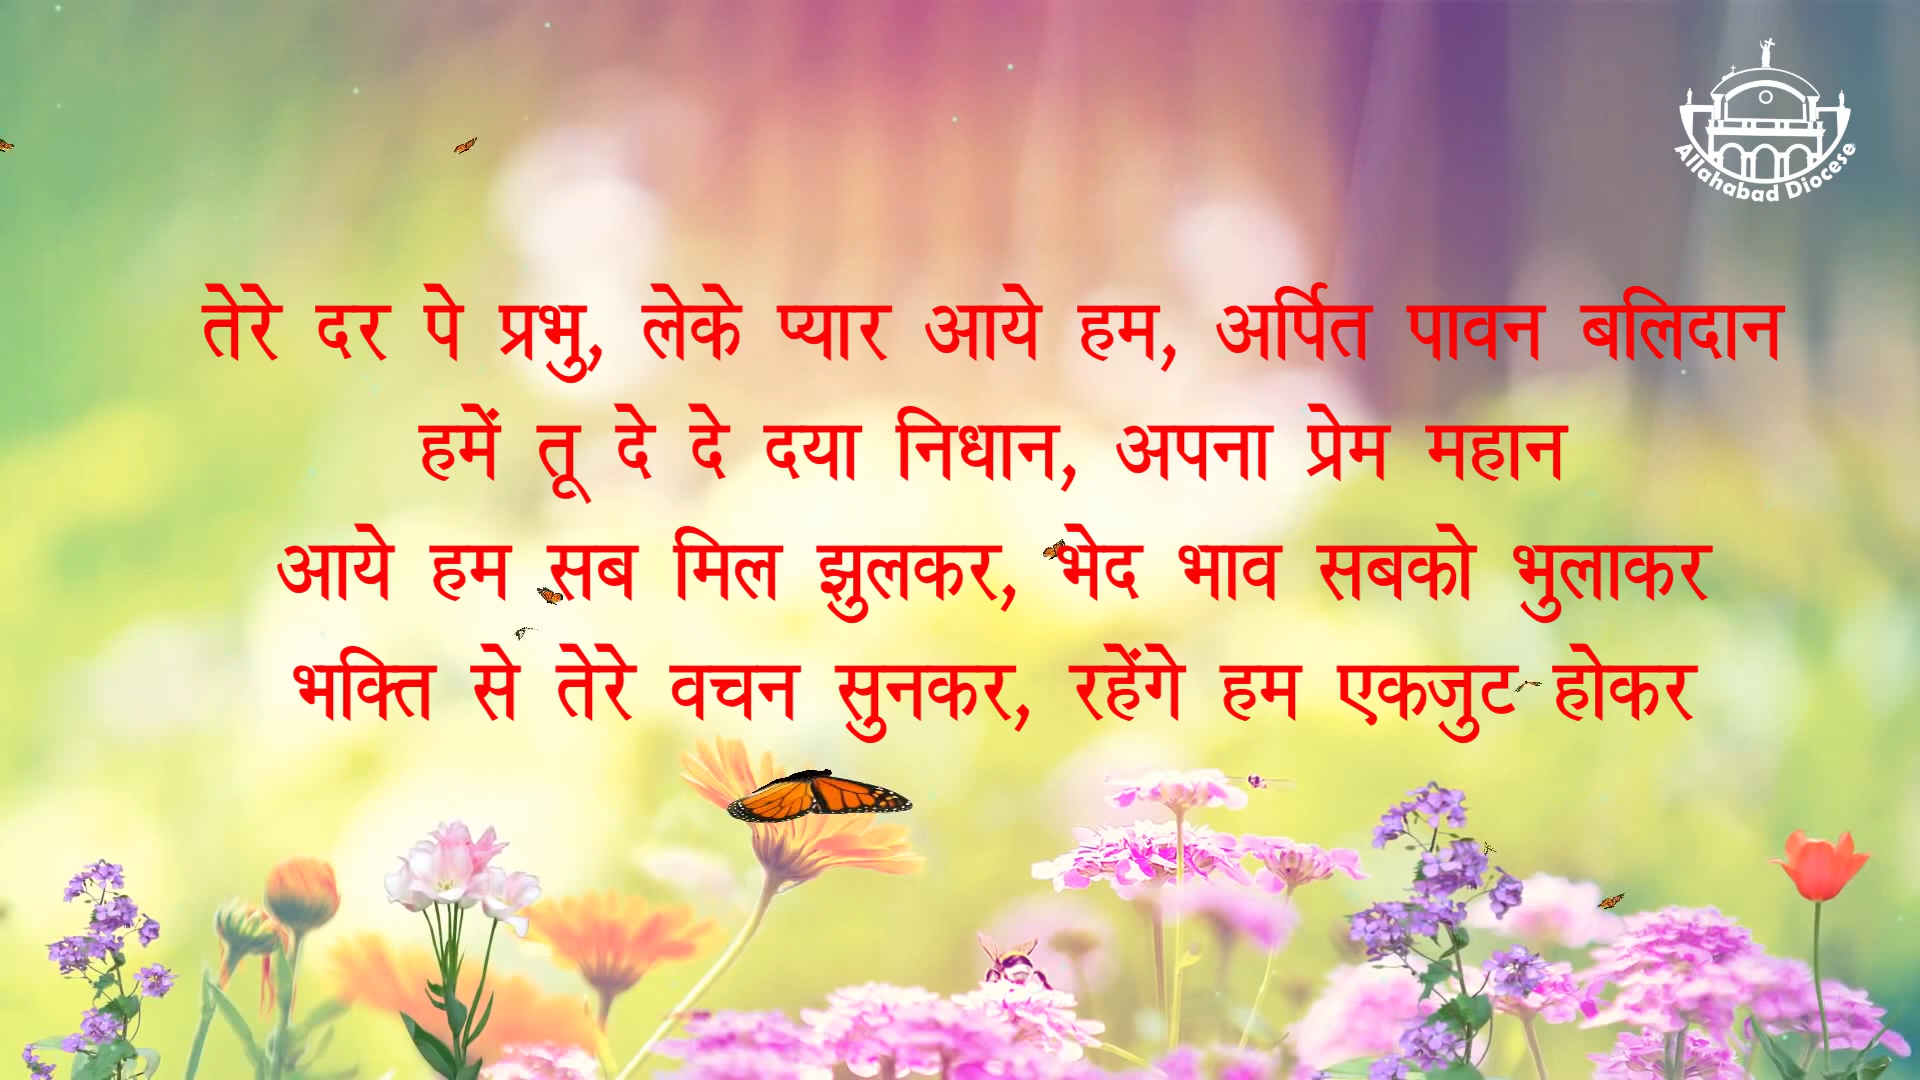 Allahabad Diocese
तेरे दर पे प्रभु, लेके प्यार आये हम, अर्पित पावन बलिदान
हमें तू दे दे दया निधान, अपना प्रेम महान
आये हम सब मिल झुलकर, भेद भाव सबको भुलाकर
भक्ति से तेरे वचन सुनकर, रहेंगे हम एकजुट होकर